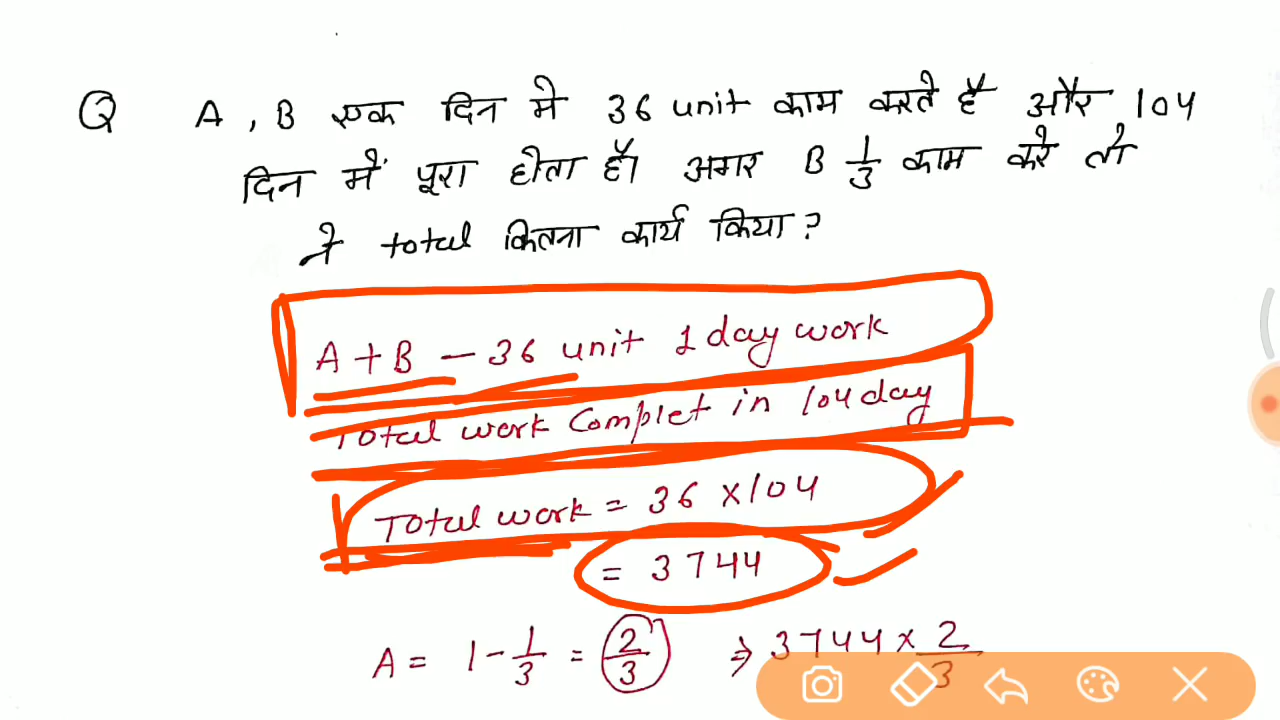 Q A, B एक दिन मे 36 unit काम करते है और 104
दिन में पूरा होता है। अगर B 1/3 काम करे तो
ने total कितना कार्य किया?
A + B - 36 unit 1 day work
Total work Complet in 104 day
Total work = 36 x 104
= 3744
A = 1 - 1/3 = 2/3 ⇒ 3744 x 2/3